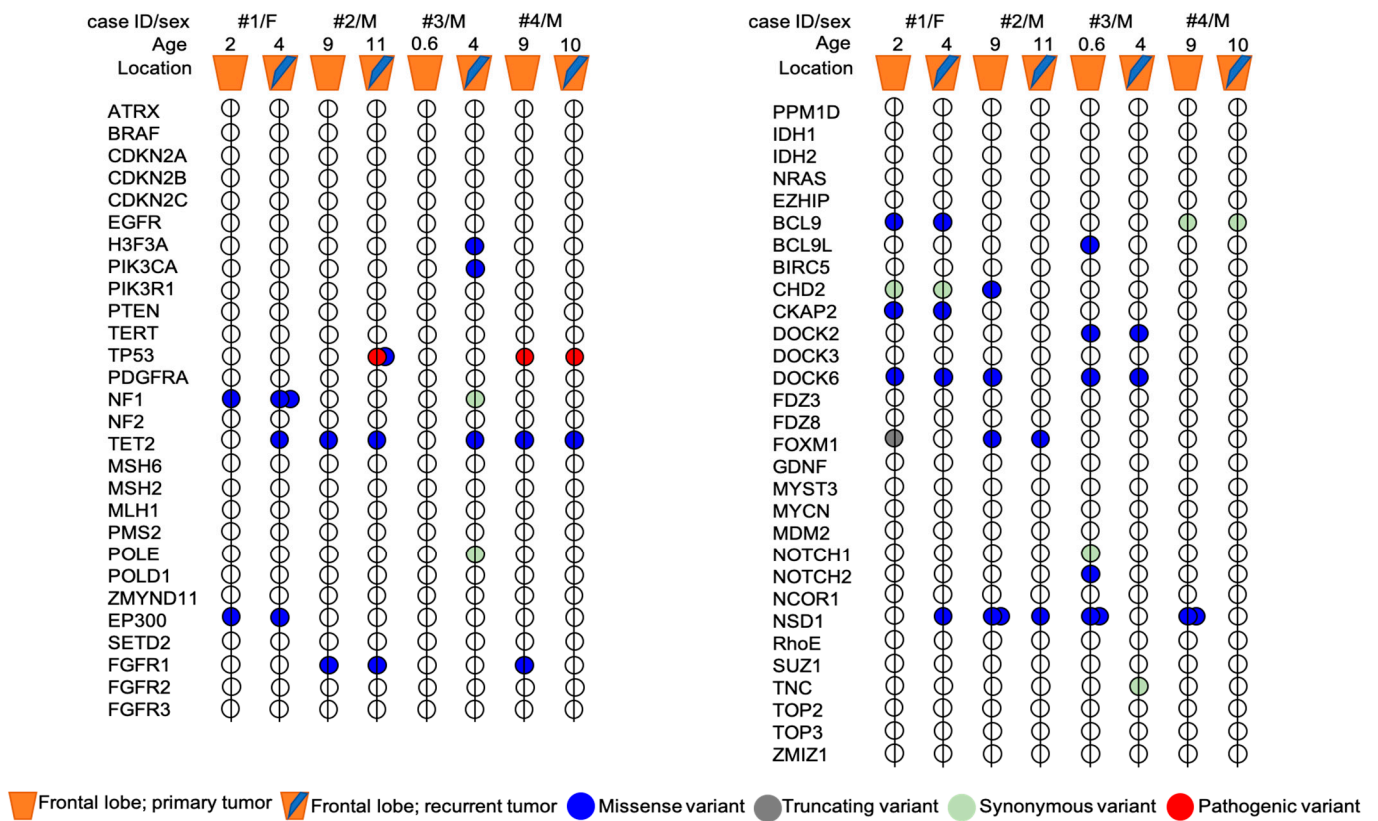 case ID/sex #1/F #2/M #3/M #4/M
Age 2 4 9 11 0.6 4 9 10
Location
ATRX
BRAF
CDKN2A
CDKN2B
CDKN2C
EGFR
H3F3A
PIK3CA
PIK3R1
PTEN
TERT
TP53
PDGFRA
NF1
NF2
TET2
MSH6
MSH2
MLH1
PMS2
POLE
POLD1
ZMYND11
EP300
SETD2
FGFR1
FGFR2
FGFR3
case ID/sex #1/F #2/M #3/M #4/M
Age 2 4 9 11 0.6 4 9 10
Location
PPM1D
IDH1
IDH2
NRAS
EZHIP
BCL9
BCL9L
BIRC5
CHD2
CKAP2
DOCK2
DOCK3
DOCK6
FDZ3
FDZ8
FOXM1
GDNF
MYST3
MYCN
MDM2
NOTCH1
NOTCH2
NCOR1
NSD1
RhoE
SUZ1
TNC
TOP2
TOP3
ZMIZ1
Frontal lobe; primary tumor Frontal lobe; recurrent tumor Missense variant Truncating variant Synonymous variant Pathogenic variant